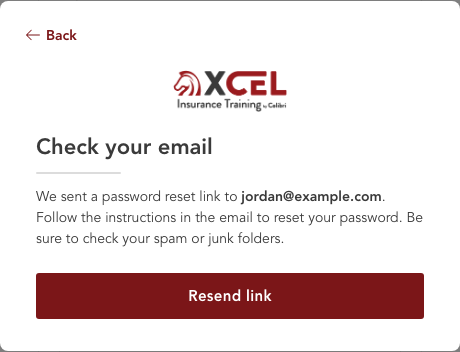 Back
XCEL
Insurance Training by Colibri
Check your email
We sent a password reset link to jordan@example.com.
Follow the instructions in the email to reset your password. Be
sure to check your spam or junk folders.
Resend link